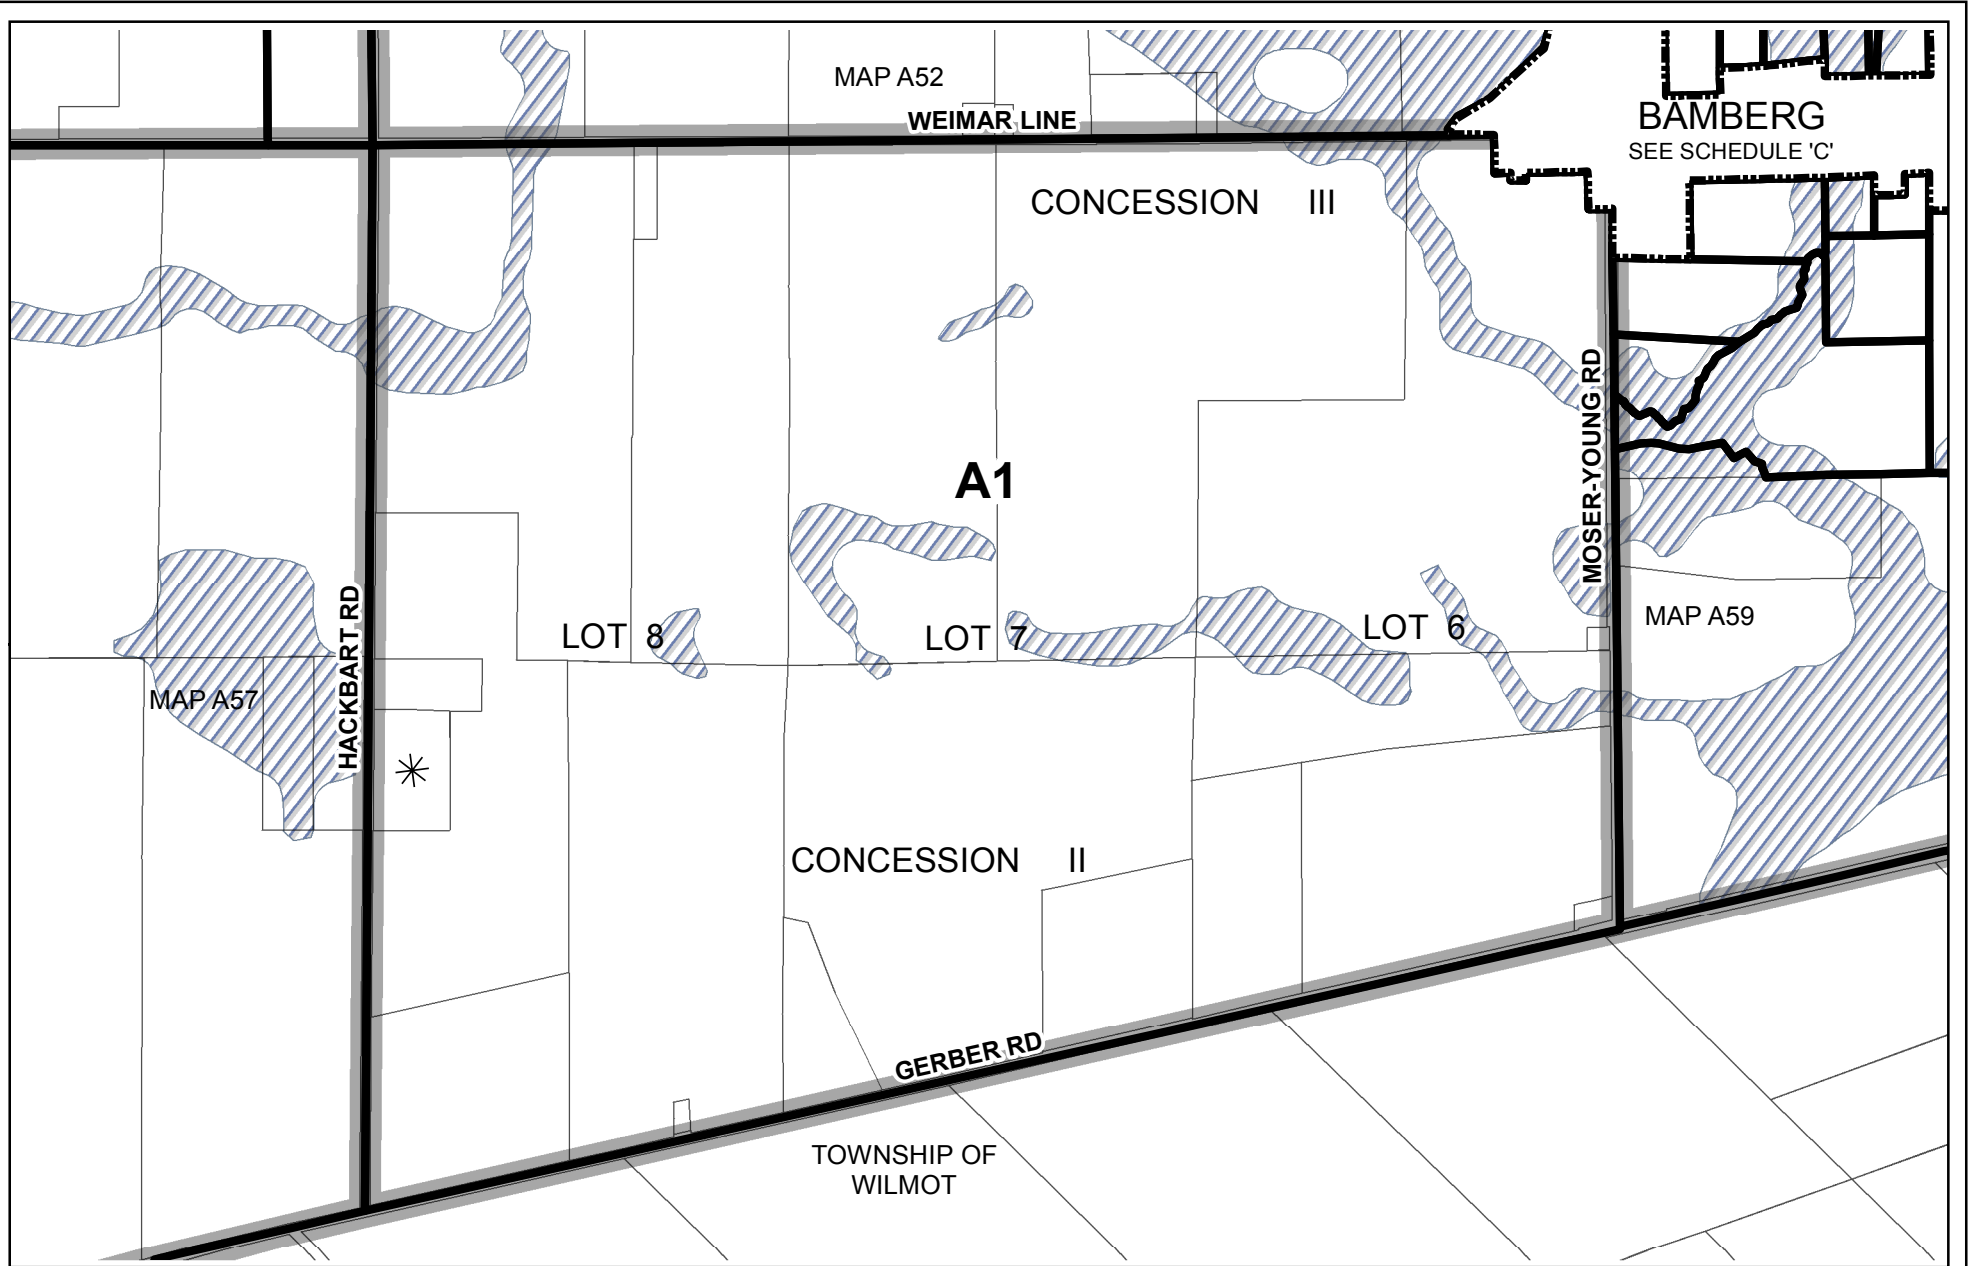 MAP A52
WEIMAR LINE
BAMBERG
SEE SCHEDULE 'C'
CONCESSION III
MOSER-YOUNG RD
A1
HACKBART RD
LOT 8
LOT 7
LOT 6
MAP A59
MAP A57
CONCESSION II
GERBER RD
TOWNSHIP OF
WILMOT